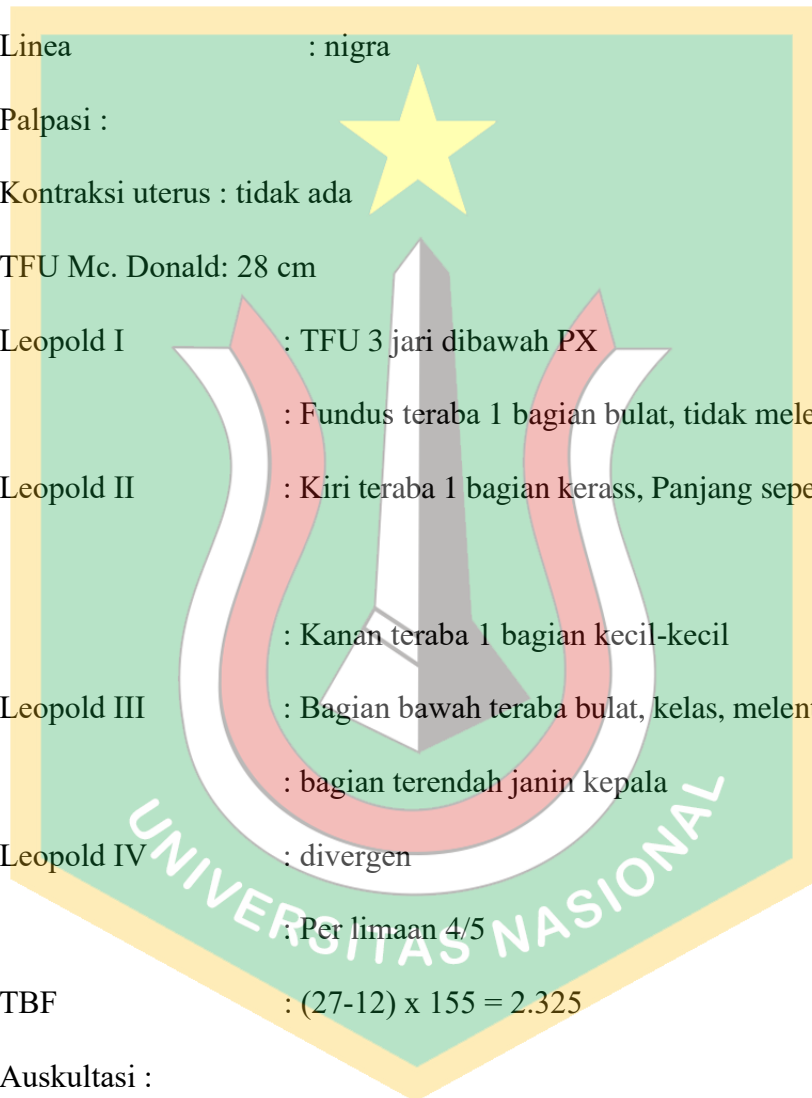 Linea : nigra
Palpasi :
Kontraksi uterus : tidak ada
TFU Mc. Donald: 28 cm
Leopold I : TFU 3 jari dibawah PX
: Fundus teraba 1 bagian bulat, tidak mele
Leopold II : Kiri teraba 1 bagian kerass, Panjang sepe
: Kanan teraba 1 bagian kecil-kecil
Leopold III : Bagian bawah teraba bulat, kelas, melen
: bagian terendah janin kepala
Leopold IV : divergen
: Per limaan 4/5
TBF : (27-12) x 155 = 2.325
Auskultasi :
UNIVERSITAS NASIONAL